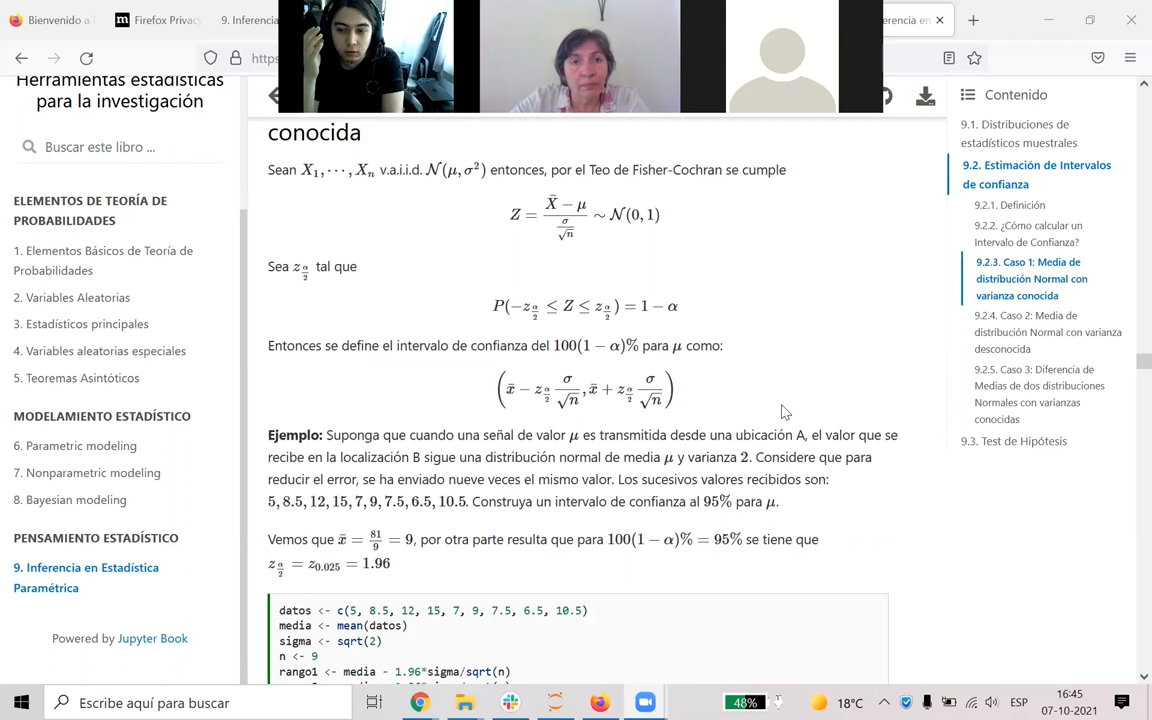 Bienvenido a
Firefox Privacy
9. Inferencia
erencia en
https
Herramientas estadísticas
para la investigación
Buscar este libro ...
ELEMENTOS DE TEORÍA DE
PROBABILIDADES
1. Elementos Básicos de Teoría de
Probabilidades
2. Variables Aleatorias
3. Estadísticos principales
4. Variables aleatorias especiales
5. Teoremas Asintóticos
MODELAMIENTO ESTADÍSTICO
6. Parametric modeling
7. Nonparametric modeling
8. Bayesian modeling
PENSAMIENTO ESTADÍSTICO
9. Inferencia en Estadística
Paramétrica
Powered by Jupyter Book
conocida
Sean X₁, ⋯, Xₙ v.a.i.i.d. 𝒩(μ, σ²) entonces, por el Teo de Fisher-Cochran se cumple
Z = (X̄ − μ) / (σ/√n) ∼ 𝒩(0, 1)
Sea z_{α/2} tal que
P(−z_{α/2} ≤ Z ≤ z_{α/2}) = 1 − α
Entonces se define el intervalo de confianza del 100(1 − α)% para μ como:
(x̄ − z_{α/2} σ/√n, x̄ + z_{α/2} σ/√n)
Ejemplo: Suponga que cuando una señal de valor μ es transmitida desde una ubicación A, el valor que se
recibe en la localización B sigue una distribución normal de media μ y varianza 2. Considere que para
reducir el error, se ha enviado nueve veces el mismo valor. Los sucesivos valores recibidos son:
5, 8.5, 12, 15, 7, 9, 7.5, 6.5, 10.5. Construya un intervalo de confianza al 95% para μ.
Vemos que x̄ = 81/9 = 9, por otra parte resulta que para 100(1 − α)% = 95% se tiene que
z_{α/2} = z_{0.025} = 1.96
datos <- c(5, 8.5, 12, 15, 7, 9, 7.5, 6.5, 10.5)
media <- mean(datos)
sigma <- sqrt(2)
n <- 9
rango1 <- media - 1.96*sigma/sqrt(n)
Contenido
9.1. Distribuciones de
estadísticos muestrales
9.2. Estimación de Intervalos
de confianza
9.2.1. Definición
9.2.2. ¿Cómo calcular un
Intervalo de Confianza?
9.2.3. Caso 1: Media de
distribución Normal con
varianza conocida
9.2.4. Caso 2: Media de
distribución Normal con varianza
desconocida
9.2.5. Caso 3: Diferencia de
Medias de dos distribuciones
Normales con varianzas
conocidas
9.3. Test de Hipótesis
Escribe aquí para buscar
48%
18°C
ESP
16:45
07-10-2021